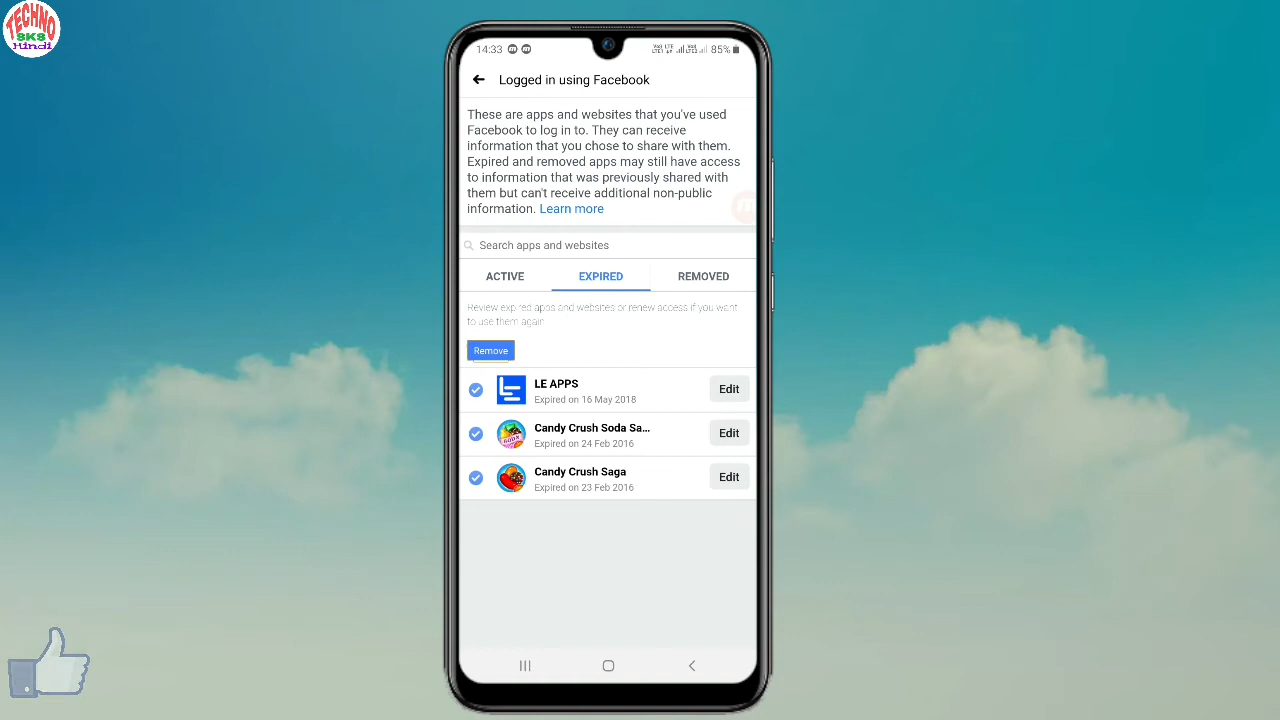 TECHNO
SKS
Hindi
14:33
85%
Logged in using Facebook
These are apps and websites that you've used
Facebook to log in to. They can receive
information that you chose to share with them.
Expired and removed apps may still have access
to information that was previously shared with
them but can't receive additional non-public
information. Learn more
Search apps and websites
ACTIVE EXPIRED REMOVED
Review expired apps and websites or renew access if you want
to use them again
Remove
LE APPS
Expired on 16 May 2018
Edit
Candy Crush Soda Sa...
Expired on 24 Feb 2016
Edit
Candy Crush Saga
Expired on 23 Feb 2016
Edit